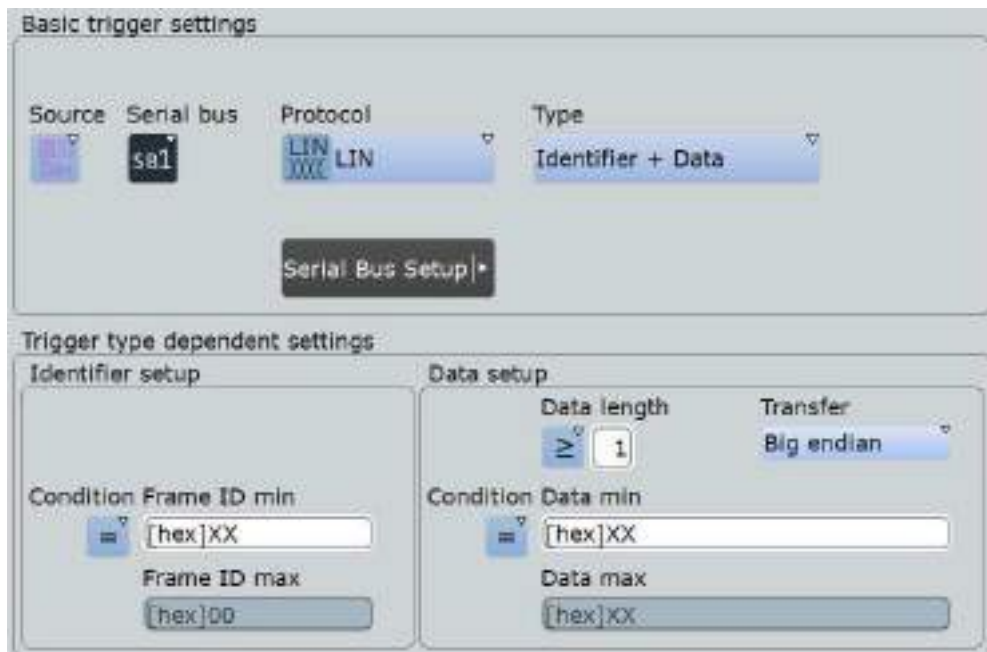 Basic trigger settings
Source Serial bus Protocol Type
SB1 LIN LIN Identifier + Data
Serial Bus Setup
Trigger type dependent settings
Identifier setup Data setup
Data length Transfer
≥ 1 Big endian
Condition Frame ID min Condition Data min
= [hex]XX = [hex]XX
Frame ID max Data max
[hex]00 [hex]XX